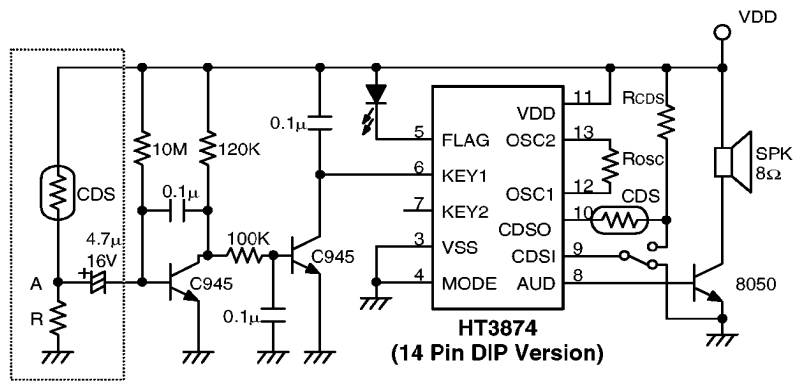 VDD
10M
120K
0.1µ
CDS
0.1µ
4.7µ
16V
+
A
R
100K
C945
C945
0.1µ
5 FLAG
6 KEY1
7 KEY2
3 VSS
4 MODE
VDD 11
OSC2 13
OSC1 12
CDSO 10
CDSI 9
AUD 8
RCDS
ROSC
CDS
SPK
8Ω
8050
HT3874
(14 Pin DIP Version)